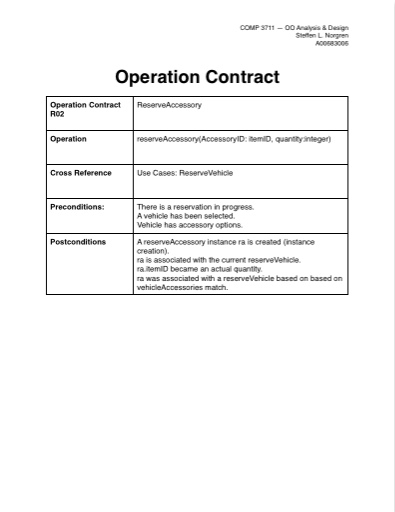 COMP 3711 — OO Analysis & Design
Steffen L. Norgren
A00683006
Operation Contract
Operation Contract R02
ReserveAccessory
Operation
reserveAccessory(AccessoryID: itemID, quantity:integer)
Cross Reference
Use Cases: ReserveVehicle
Preconditions:
There is a reservation in progress.
A vehicle has been selected.
Vehicle has accessory options.
Postconditions
A reserveAccessory instance ra is created (instance
creation).
ra is associated with the current reserveVehicle.
ra.itemID became an actual quantity.
ra was associated with a reserveVehicle based on based on
vehicleAccessories match.